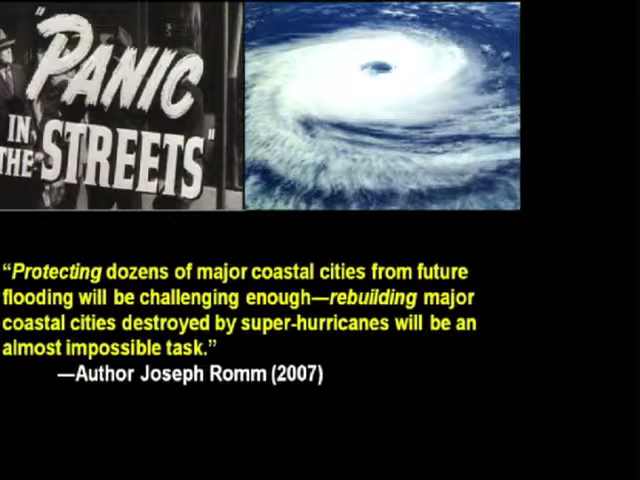 "PANIC
IN
THE STREETS"
“Protecting dozens of major coastal cities from future
flooding will be challenging enough—rebuilding major
coastal cities destroyed by super-hurricanes will be an
almost impossible task.”
—Author Joseph Romm (2007)